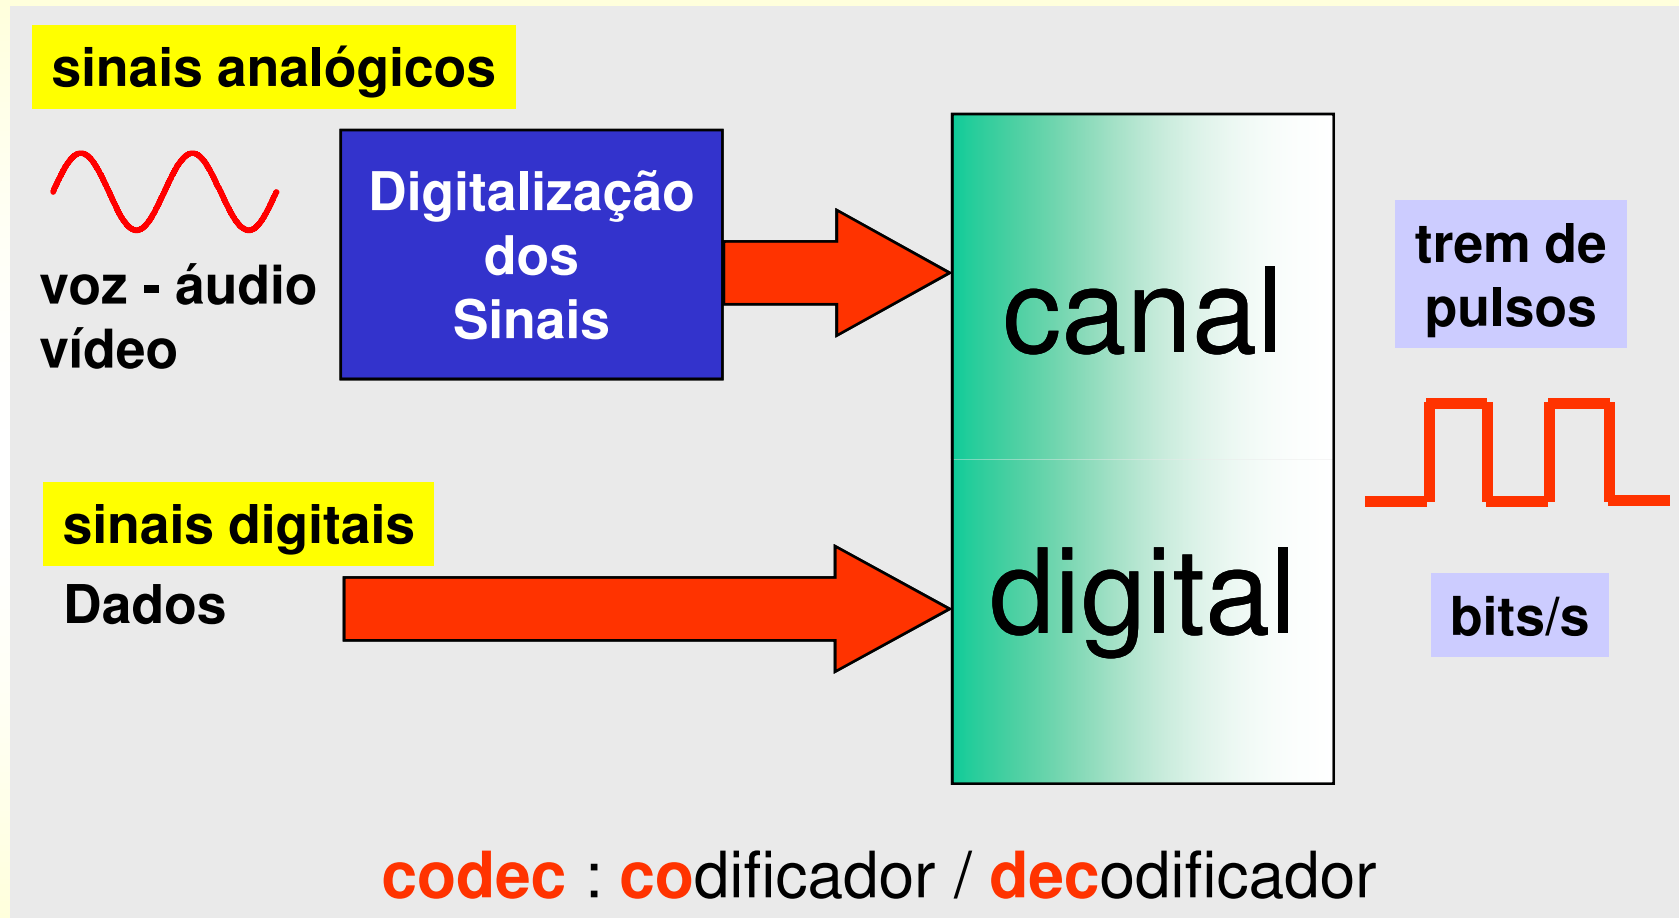 sinais analógicos
voz - áudio
vídeo
Digitalização
dos
Sinais
sinais digitais
Dados
canal
digital
trem de
pulsos
bits/s
codec : codificador / decodificador